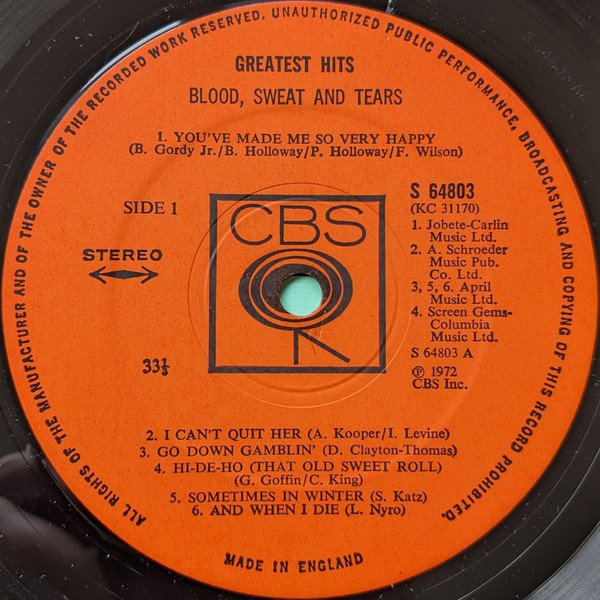 ALL RIGHTS OF THE MANUFACTURER AND OF THE OWNER OF THE RECORDED WORK RESERVED. UNAUTHORIZED PUBLIC PERFORMANCE, BROADCASTING AND COPYING OF THIS RECORD PROHIBITED.
GREATEST HITS
BLOOD, SWEAT AND TEARS
1. YOU'VE MADE ME SO VERY HAPPY
(B. Gordy Jr./B. Holloway/P. Holloway/F. Wilson)
SIDE 1
STEREO
33⅓
CBS
S 64803
(KC 31170)
1. Jobete-Carlin
Music Ltd.
2. A. Schroeder
Music Pub.
Co. Ltd.
3, 5, 6. April
Music Ltd.
4. Screen Gems-
Columbia
Music Ltd.
S 64803 A
℗ 1972
CBS Inc.
2. I CAN'T QUIT HER (A. Kooper/I. Levine)
3. GO DOWN GAMBLIN' (D. Clayton-Thomas)
4. HI-DE-HO (THAT OLD SWEET ROLL)
(G. Goffin/C. King)
5. SOMETIMES IN WINTER (S. Katz)
6. AND WHEN I DIE (L. Nyro)
MADE IN ENGLAND